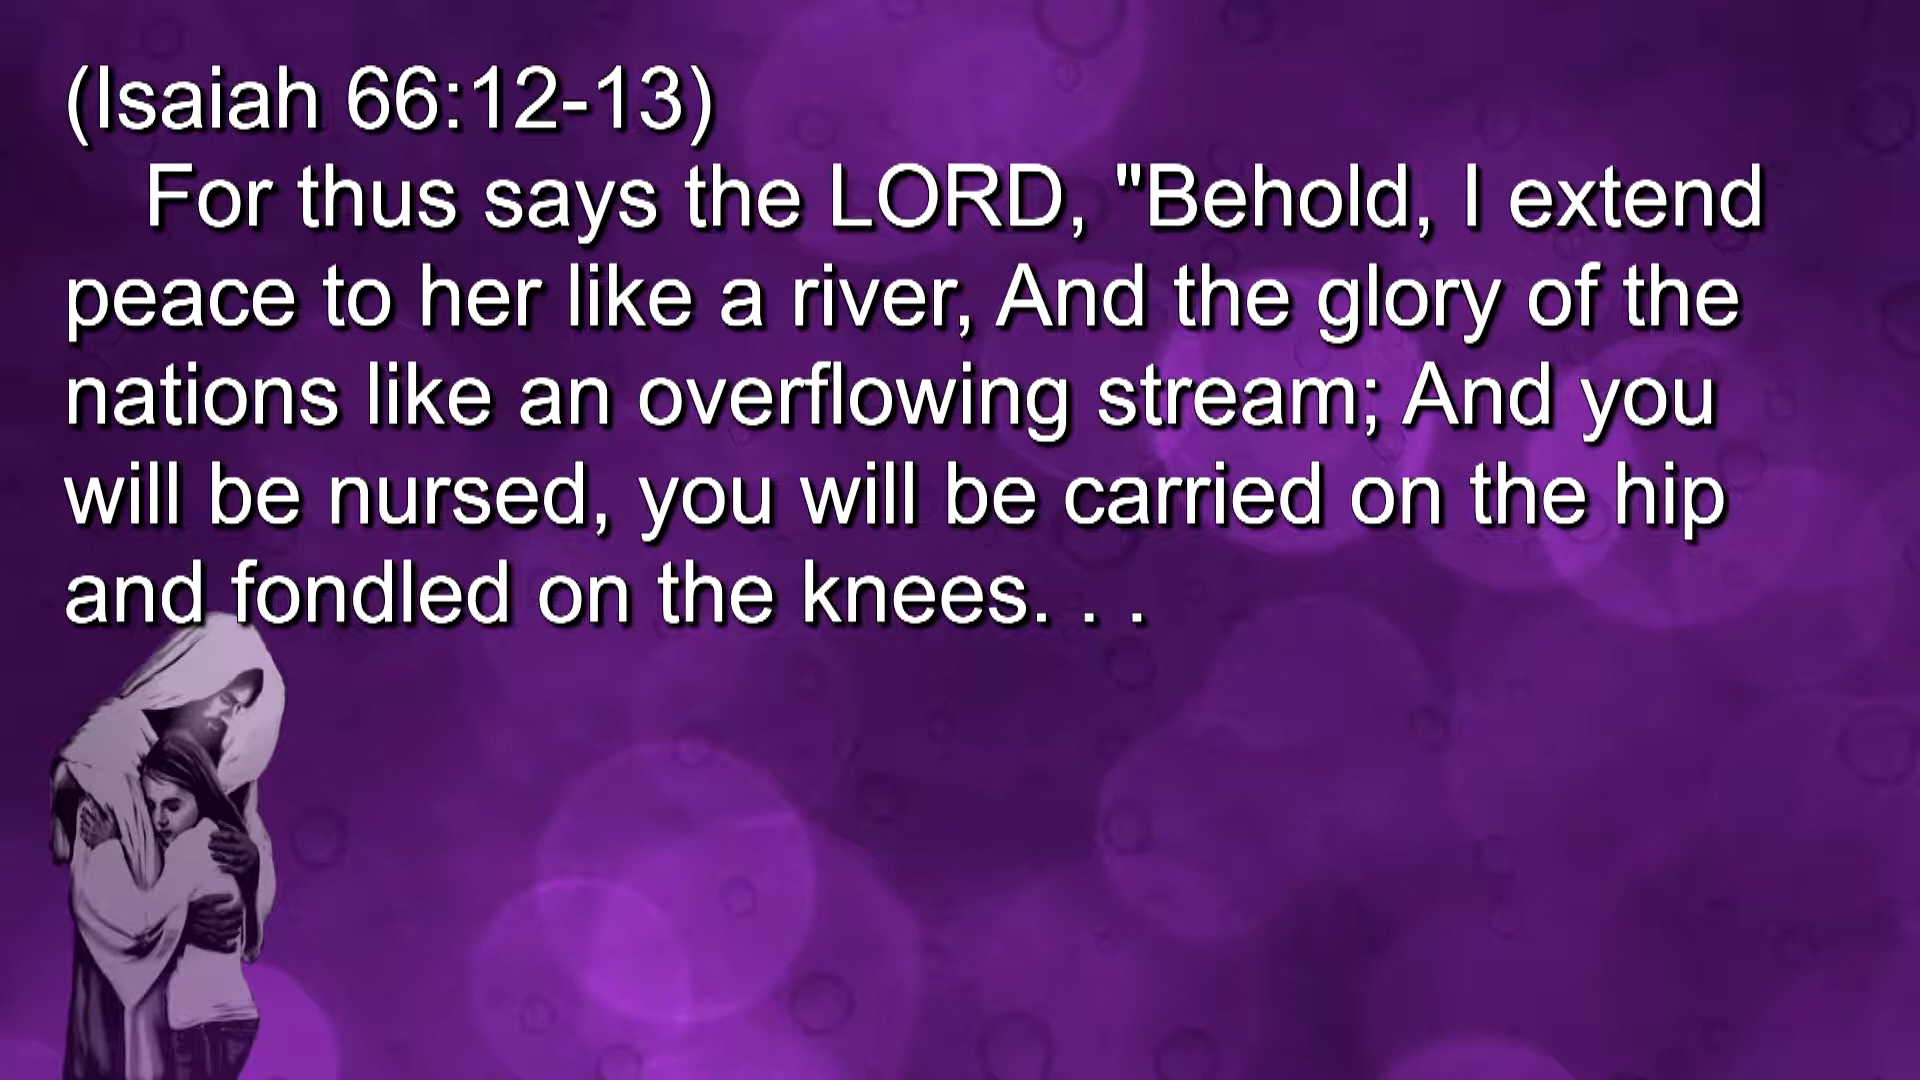 (Isaiah 66:12-13)
For thus says the LORD, "Behold, I extend
peace to her like a river, And the glory of the
nations like an overflowing stream; And you
will be nursed, you will be carried on the hip
and fondled on the knees. . .